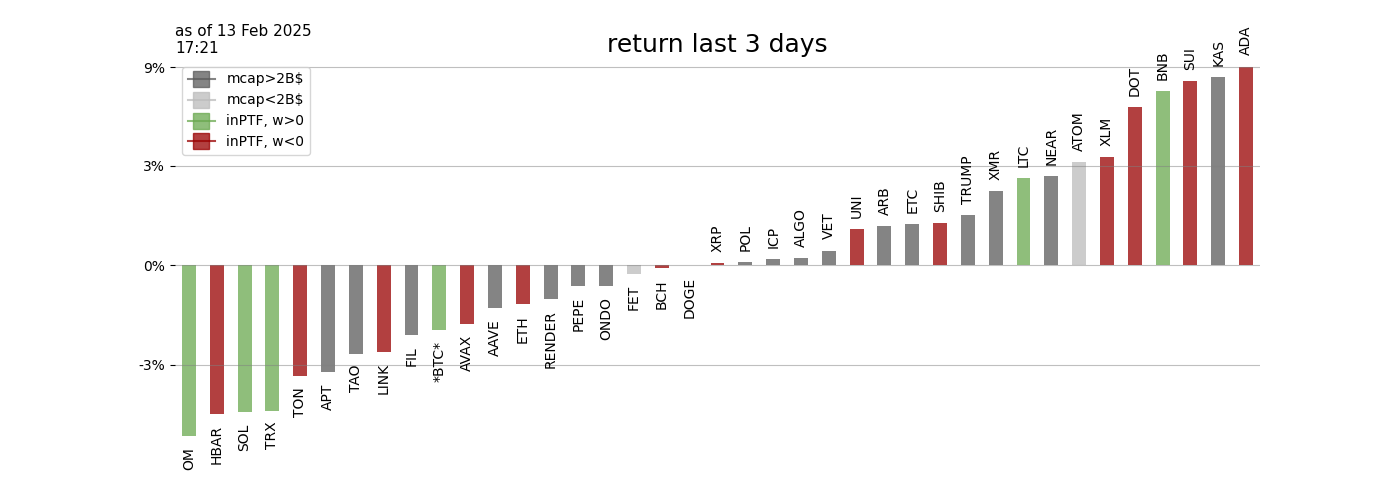 as of 13 Feb 2025
17:21
return last 3 days
mcap>2B$
mcap<2B$
inPTF, w>0
inPTF, w<0
9%
3%
0%
-3%
OM
HBAR
SOL
TRX
TON
APT
TAO
LINK
FIL
*BTC*
AVAX
AAVE
ETH
RENDER
PEPE
ONDO
FET
BCH
DOGE
XRP
POL
ICP
ALGO
VET
UNI
ARB
ETC
SHIB
TRUMP
XMR
LTC
NEAR
ATOM
XLM
DOT
BNB
SUI
KAS
ADA